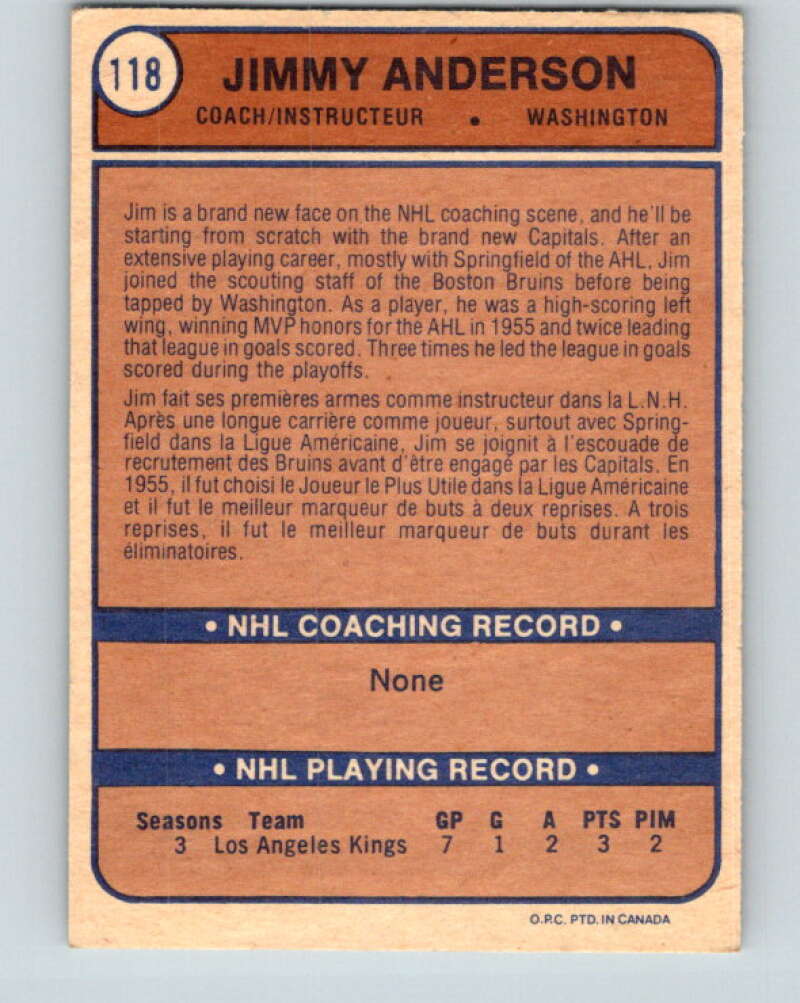 118
JIMMY ANDERSON
COACH/INSTRUCTEUR • WASHINGTON
Jim is a brand new face on the NHL coaching scene, and he'll be
starting from scratch with the brand new Capitals. After an
extensive playing career, mostly with Springfield of the AHL, Jim
joined the scouting staff of the Boston Bruins before being
tapped by Washington. As a player, he was a high-scoring left
wing, winning MVP honors for the AHL in 1955 and twice leading
that league in goals scored. Three times he led the league in goals
scored during the playoffs.
Jim fait ses premières armes comme instructeur dans la L.N.H.
Après une longue carrière comme joueur, surtout avec Spring-
field dans la Ligue Américaine, Jim se joignit à l'escouade de
recrutement des Bruins avant d'être engagé par les Capitals. En
1955, il fut choisi le Joueur le Plus Utile dans la Ligue Américaine
et il fut le meilleur marqueur de buts à deux reprises. A trois
reprises, il fut le meilleur marqueur de buts durant les
éliminatoires.
• NHL COACHING RECORD •
None
• NHL PLAYING RECORD •
Seasons Team GP G A PTS PIM
3 Los Angeles Kings 7 1 2 3 2
O.P.C. PTD. IN CANADA